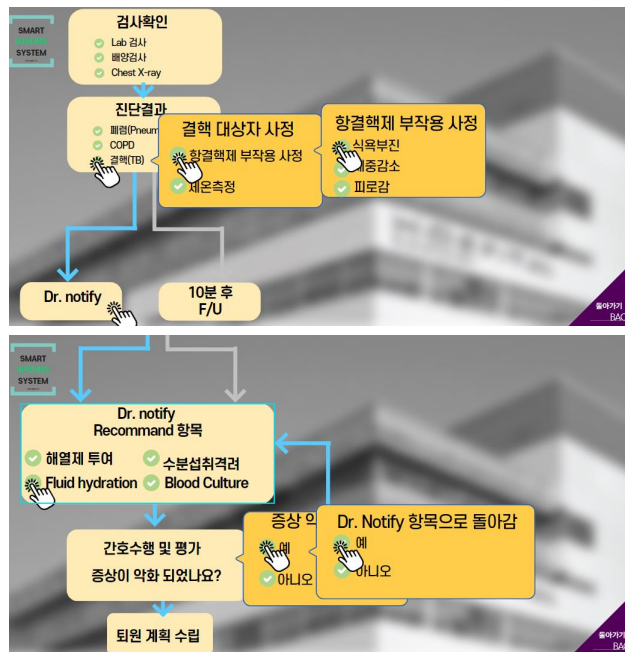 SMART
SYSTEM
검사확인
Lab 검사
배양검사
Chest X-ray
진단결과
폐렴(Pneum
COPD
결핵(TB)
결핵 대상자 사정
항결핵제 부작용 사정
체온측정
항결핵제 부작용 사정
식욕부진
체중감소
피로감
Dr. notify
10분 후
F/U
돌아가기
BAC
SMART
SYSTEM
Dr. notify
Recommand 항목
해열제 투여
수분섭취격려
Fluid hydration
Blood Culture
간호수행 및 평가
증상이 악화 되었나요?
증상 악
예
아니오
Dr. Notify 항목으로 돌아감
예
아니오
퇴원 계획 수립
돌아가기
BAC